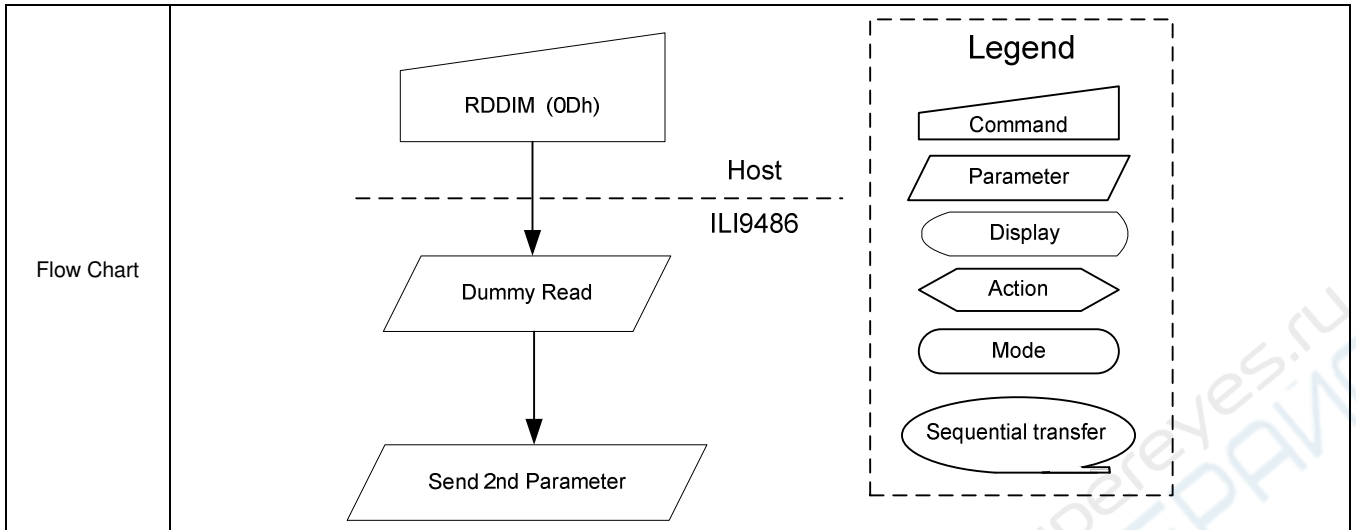 Flow Chart
RDDIM (0Dh)
Host
ILI9486
Dummy Read
Send 2nd Parameter
Legend
Command
Parameter
Display
Action
Mode
Sequential transfer